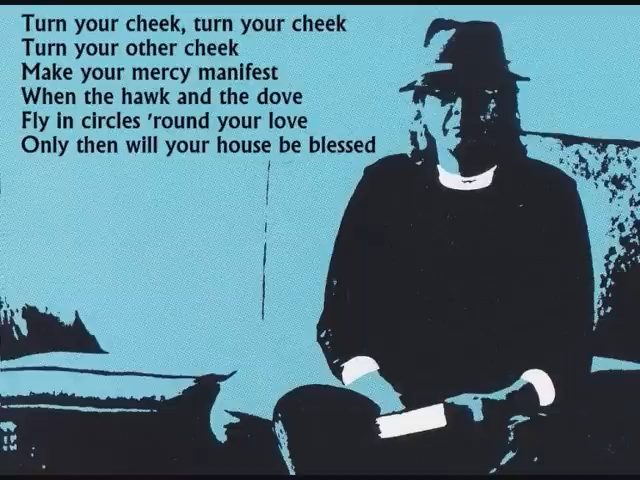 Turn your cheek, turn your cheek
Turn your other cheek
Make your mercy manifest
When the hawk and the dove
Fly in circles 'round your love
Only then will your house be blessed